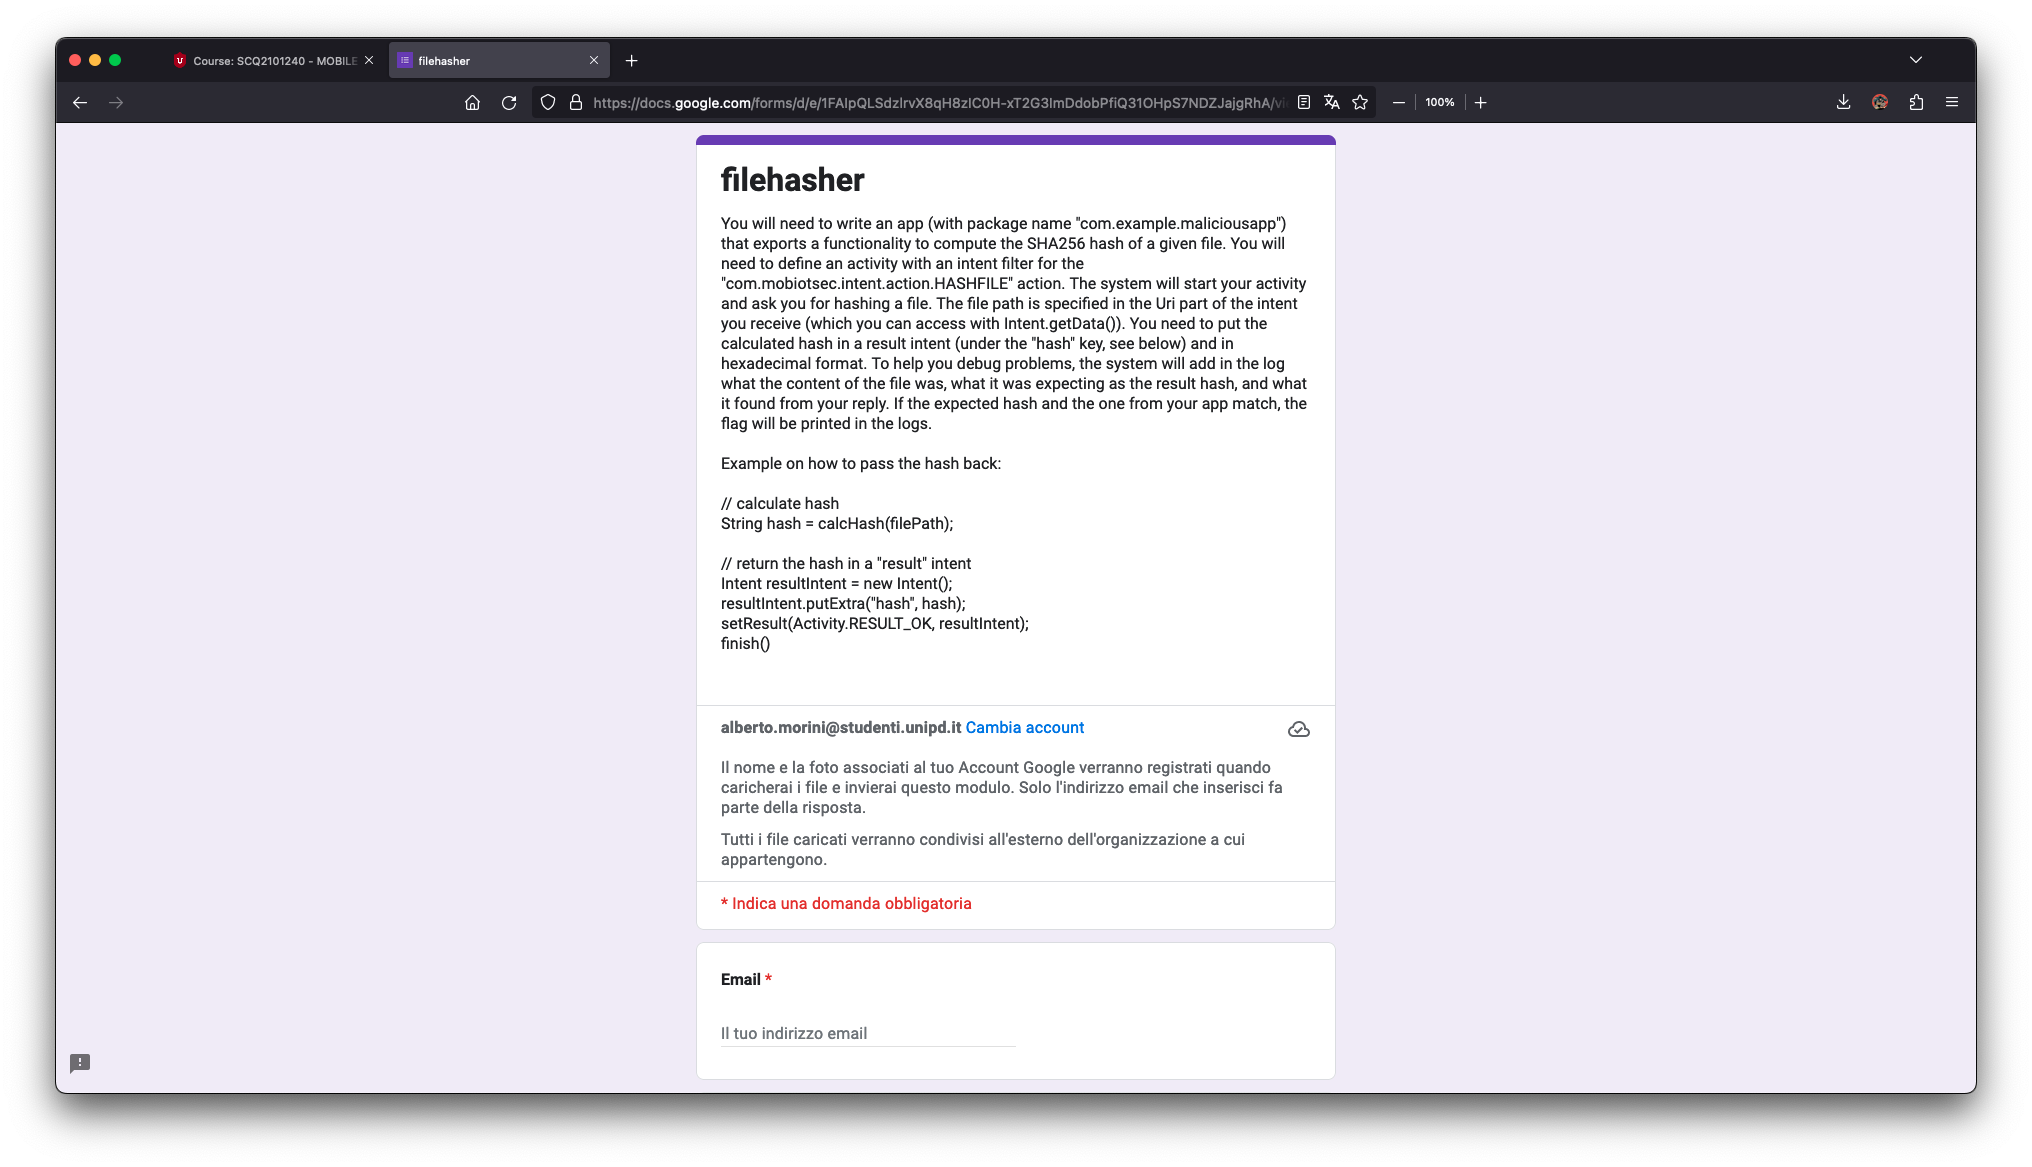 Course: SCQ2101240 - MOBILE
filehasher
https://docs.google.com/forms/d/e/1FAIpQLSdzlrvX8qH8zIC0H-xT2G3ImDdobPfiQ31OHpS7NDZJajgRhA/vi
100%
filehasher
You will need to write an app (with package name "com.example.maliciousapp")
that exports a functionality to compute the SHA256 hash of a given file. You will
need to define an activity with an intent filter for the
"com.mobiotsec.intent.action.HASHFILE" action. The system will start your activity
and ask you for hashing a file. The file path is specified in the Uri part of the intent
you receive (which you can access with Intent.getData()). You need to put the
calculated hash in a result intent (under the "hash" key, see below) and in
hexadecimal format. To help you debug problems, the system will add in the log
what the content of the file was, what it was expecting as the result hash, and what
it found from your reply. If the expected hash and the one from your app match, the
flag will be printed in the logs.
Example on how to pass the hash back:
// calculate hash
String hash = calcHash(filePath);
// return the hash in a "result" intent
Intent resultIntent = new Intent();
resultIntent.putExtra("hash", hash);
setResult(Activity.RESULT_OK, resultIntent);
finish()
alberto.morini@studenti.unipd.it Cambia account
Il nome e la foto associati al tuo Account Google verranno registrati quando
caricherai i file e invierai questo modulo. Solo l'indirizzo email che inserisci fa
parte della risposta.
Tutti i file caricati verranno condivisi all'esterno dell'organizzazione a cui
appartengono.
* Indica una domanda obbligatoria
Email *
Il tuo indirizzo email